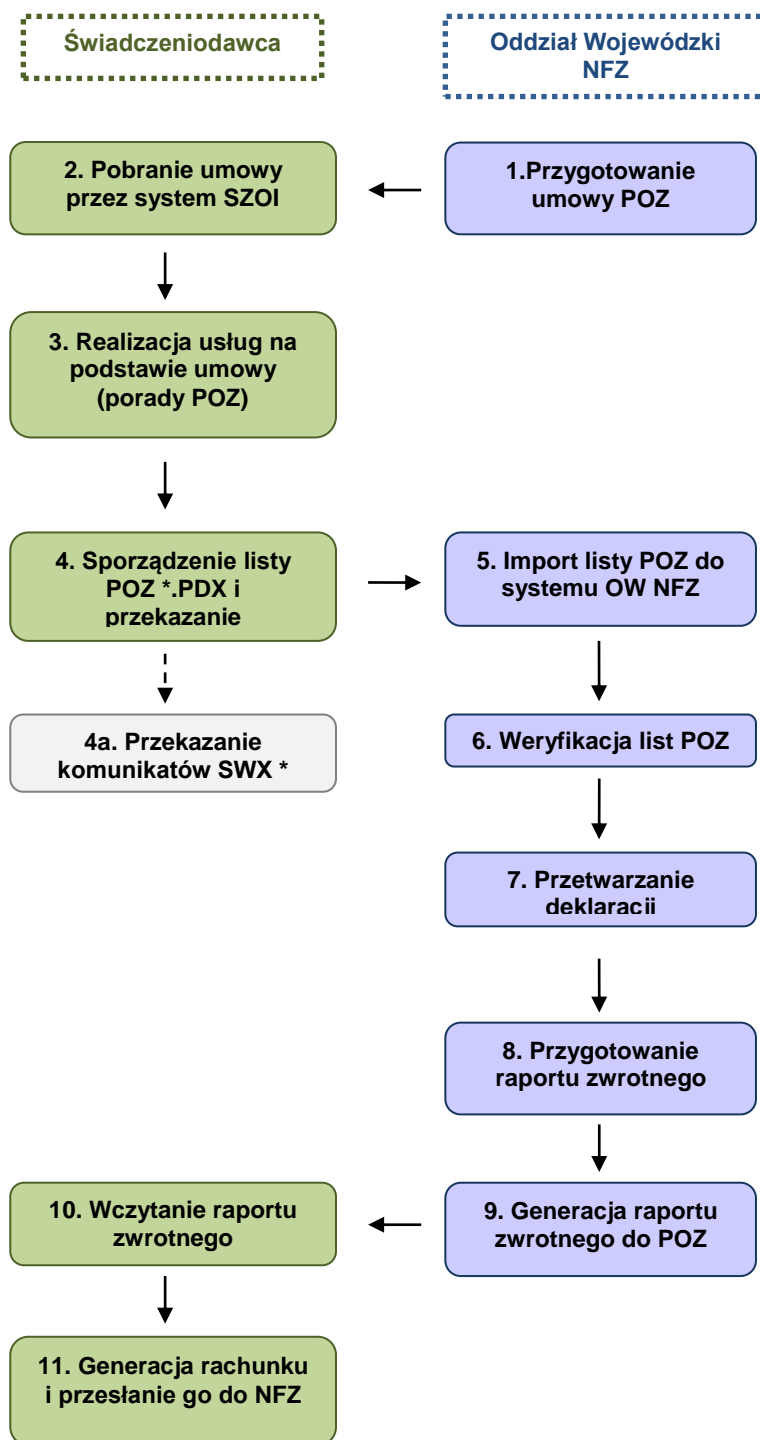 Świadczeniodawca
Oddział Wojewódzki
NFZ
1.Przygotowanie
umowy POZ
2. Pobranie umowy
przez system SZOI
3. Realizacja usług na
podstawie umowy
(porady POZ)
4. Sporządzenie listy
POZ *.PDX i
przekazanie
4a. Przekazanie
komunikatów SWX *
5. Import listy POZ do
systemu OW NFZ
6. Weryfikacja list POZ
7. Przetwarzanie
deklaracji
8. Przygotowanie
raportu zwrotnego
9. Generacja raportu
zwrotnego do POZ
10. Wczytanie raportu
zwrotnego
11. Generacja rachunku
i przesłanie go do NFZ